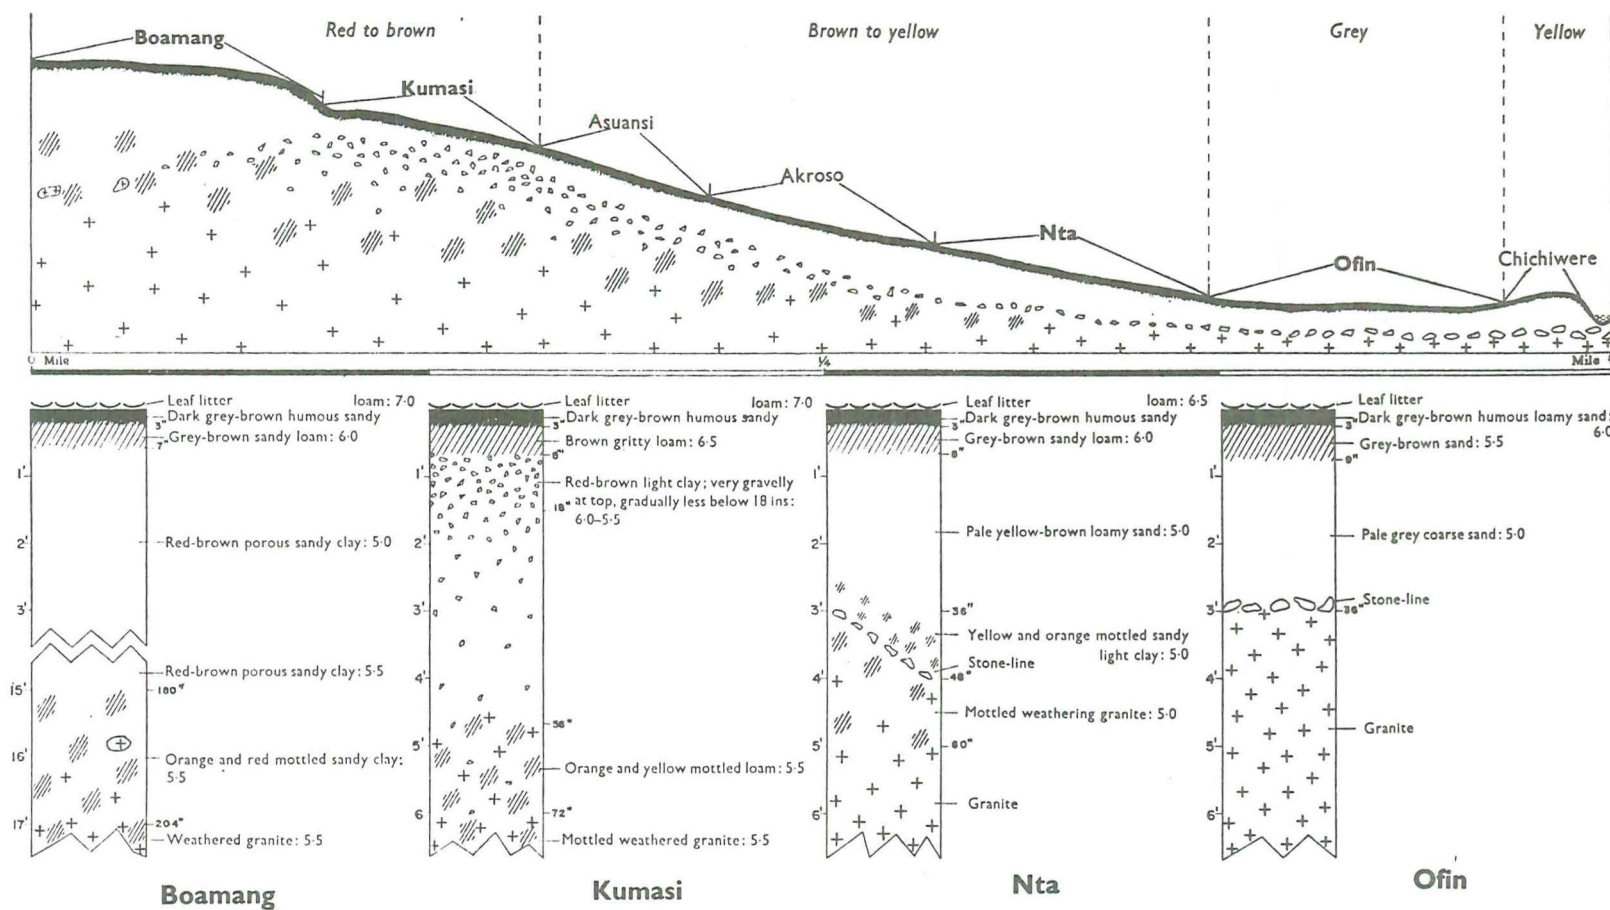 Red to brown
Brown to yellow
Grey
Yellow
Boamang
Kumasi
Asuansi
Akroso
Nta
Ofin
Chichiwere
0 Mile
¼
Mile
Leaf litter
loam: 7·0
Dark grey-brown humous sandy
3"
Grey-brown sandy loam: 6·0
7"
1'
2'
Red-brown porous sandy clay: 5·0
3'
Red-brown porous sandy clay: 5·5
15'
180"
16'
Orange and red mottled sandy clay:
5·5
17'
204"
Weathered granite: 5·5
Boamang
Leaf litter
loam: 7·0
Dark grey-brown humous sandy
3"
Brown gritty loam: 6·5
1'
Red-brown light clay; very gravelly
at top, gradually less below 18 ins:
18"
6·0–5·5
2'
3'
4'
56"
5'
Orange and yellow mottled loam: 5·5
6'
72"
Mottled weathered granite: 5·5
Kumasi
Leaf litter
loam: 6·5
Dark grey-brown humous sandy
3"
Grey-brown sandy loam: 6·0
1'
2'
Pale yellow-brown loamy sand: 5·0
3'
36"
Yellow and orange mottled sandy
light clay: 5·0
Stone-line
4'
48"
Mottled weathering granite: 5·0
5'
60"
Granite
6'
Nta
Leaf litter
Dark grey-brown humous loamy sand:
3"
6·0
Grey-brown sand: 5·5
9"
1'
2'
Pale grey coarse sand: 5·0
Stone-line
3'
36"
4'
Granite
5'
6'
Ofin